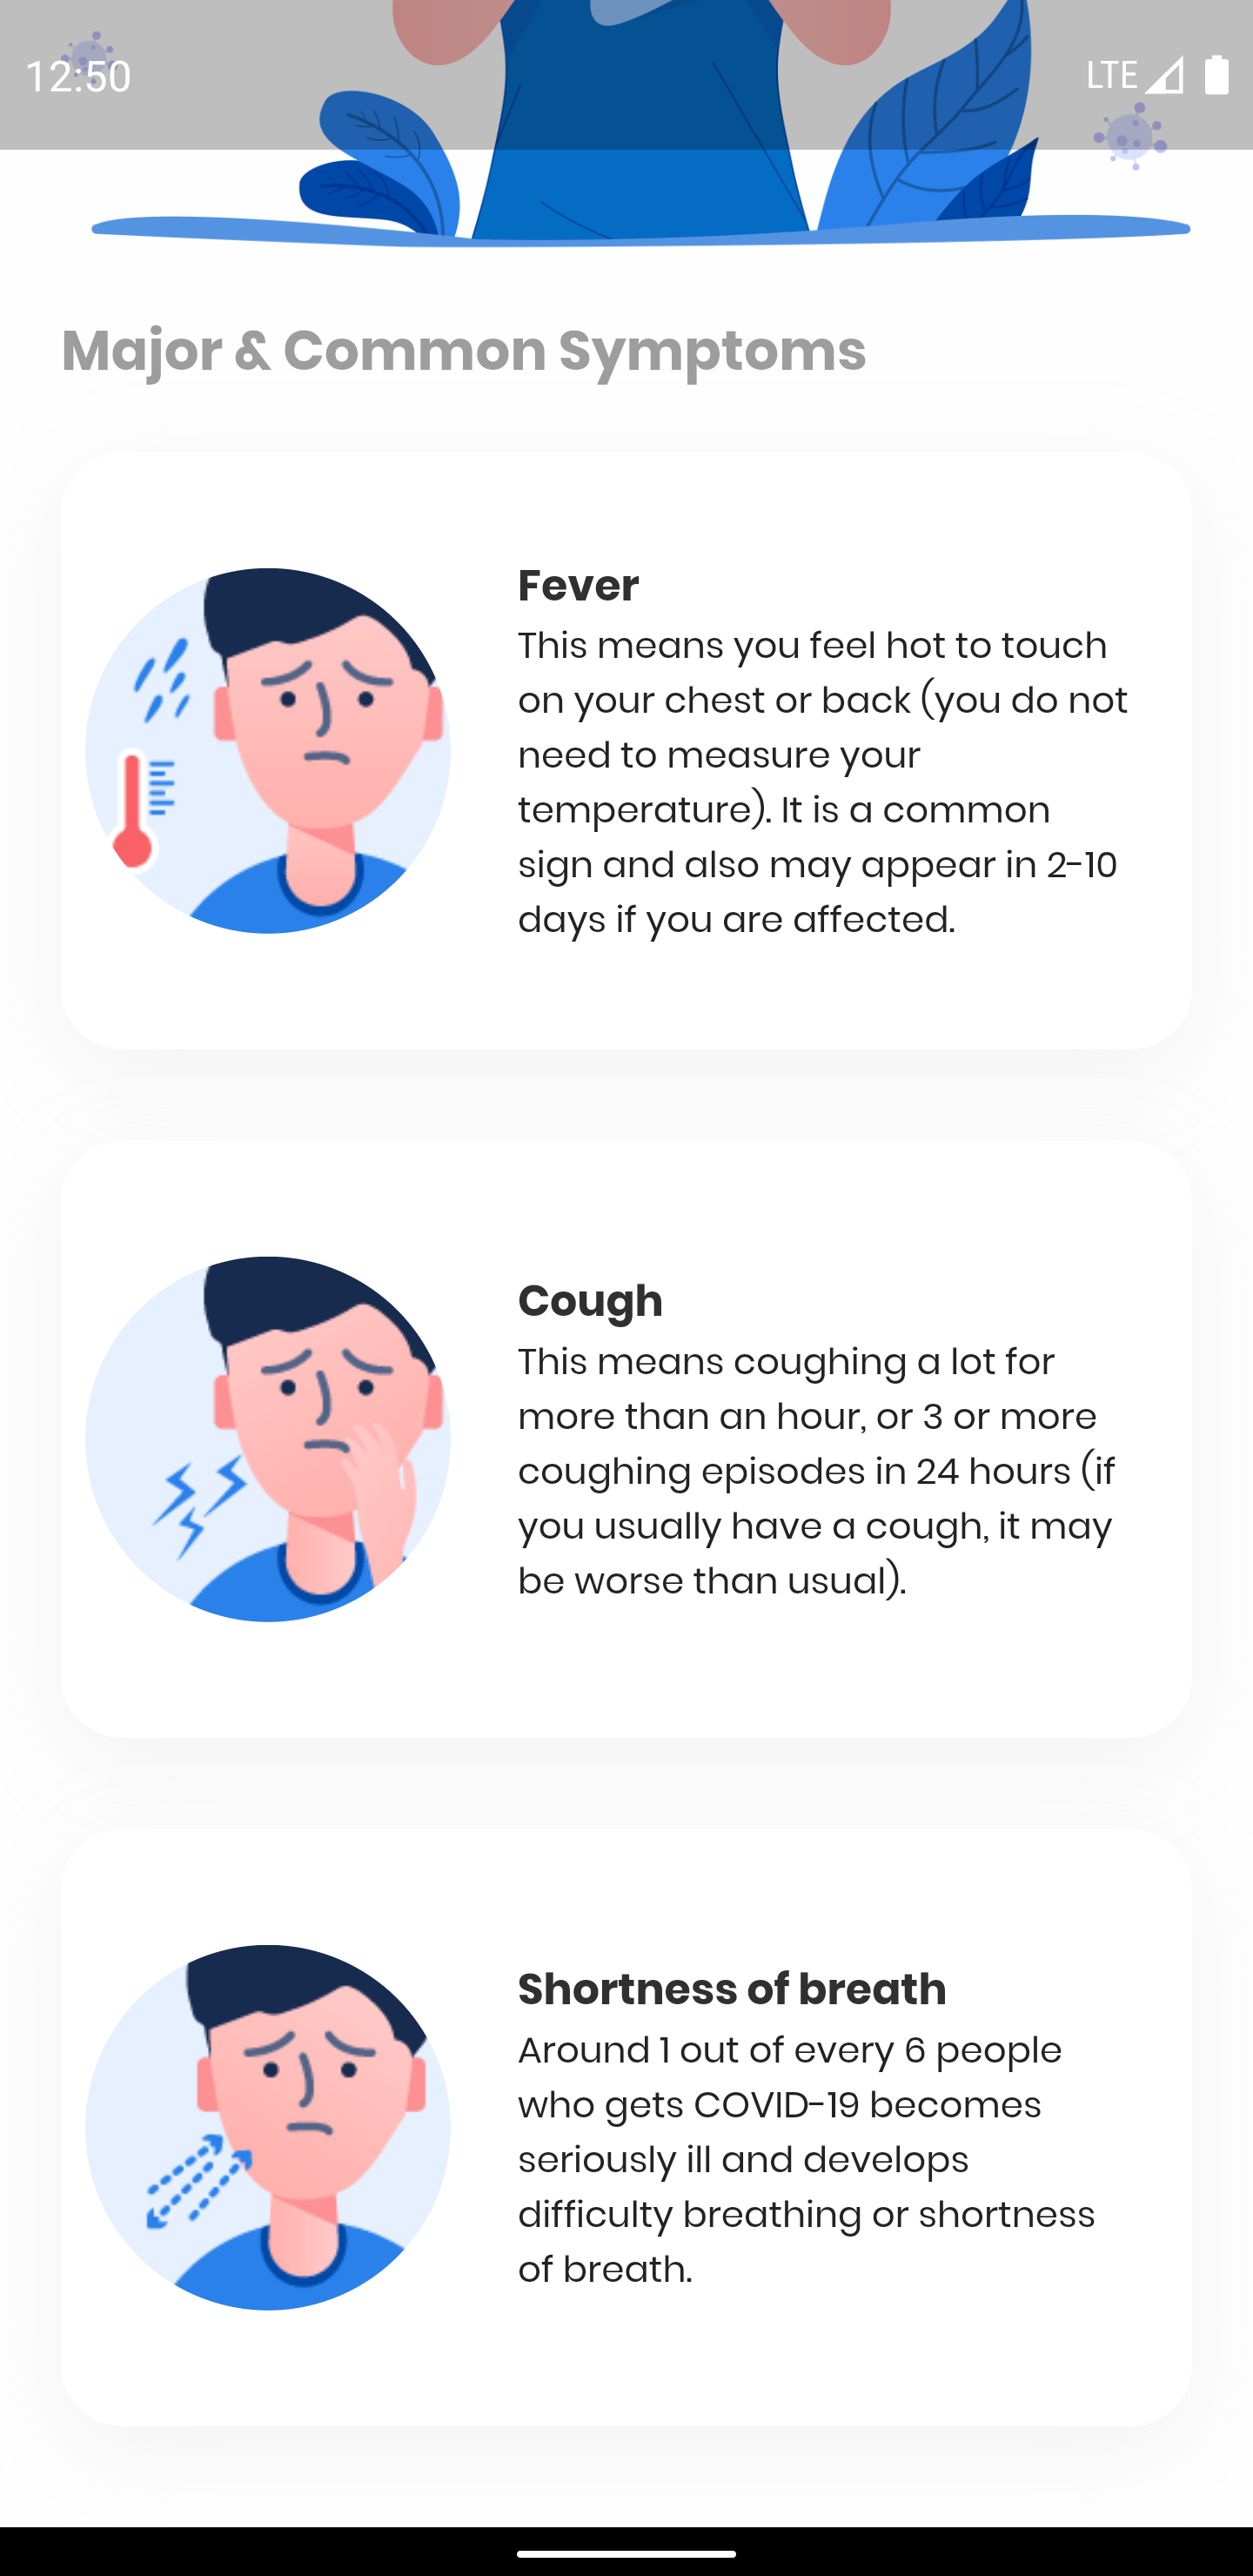 12:50
LTE
Major & Common Symptoms
Fever
This means you feel hot to touch
on your chest or back (you do not
need to measure your
temperature). It is a common
sign and also may appear in 2-10
days if you are affected.
Cough
This means coughing a lot for
more than an hour, or 3 or more
coughing episodes in 24 hours (if
you usually have a cough, it may
be worse than usual).
Shortness of breath
Around 1 out of every 6 people
who gets COVID-19 becomes
seriously ill and develops
difficulty breathing or shortness
of breath.